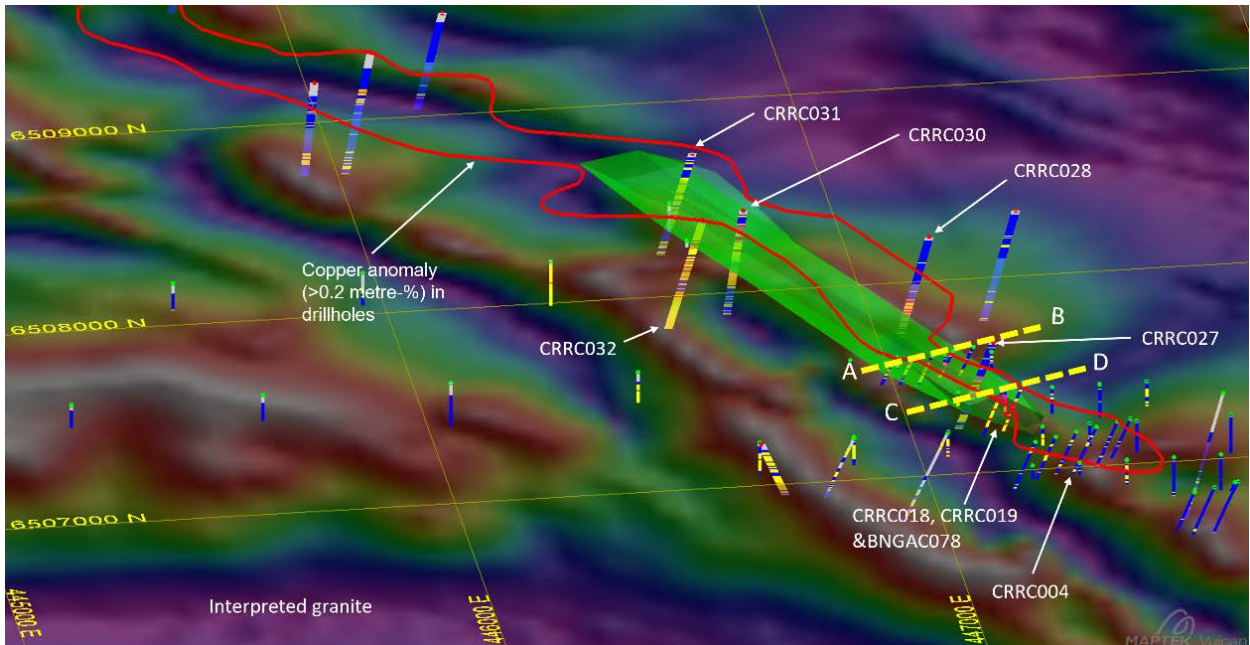 CRRC031
CRRC030
6509000 N
CRRC028
Copper anomaly
(>0.2 metre-%) in
drillholes
6508000 N
B
CRRC032
CRRC027
A
D
C
CRRC018, CRRC019
&BNGAC078
6507000 N
CRRC004
Interpreted granite
445000 E
446000 E
447000 E
MAPTEK Vulcan